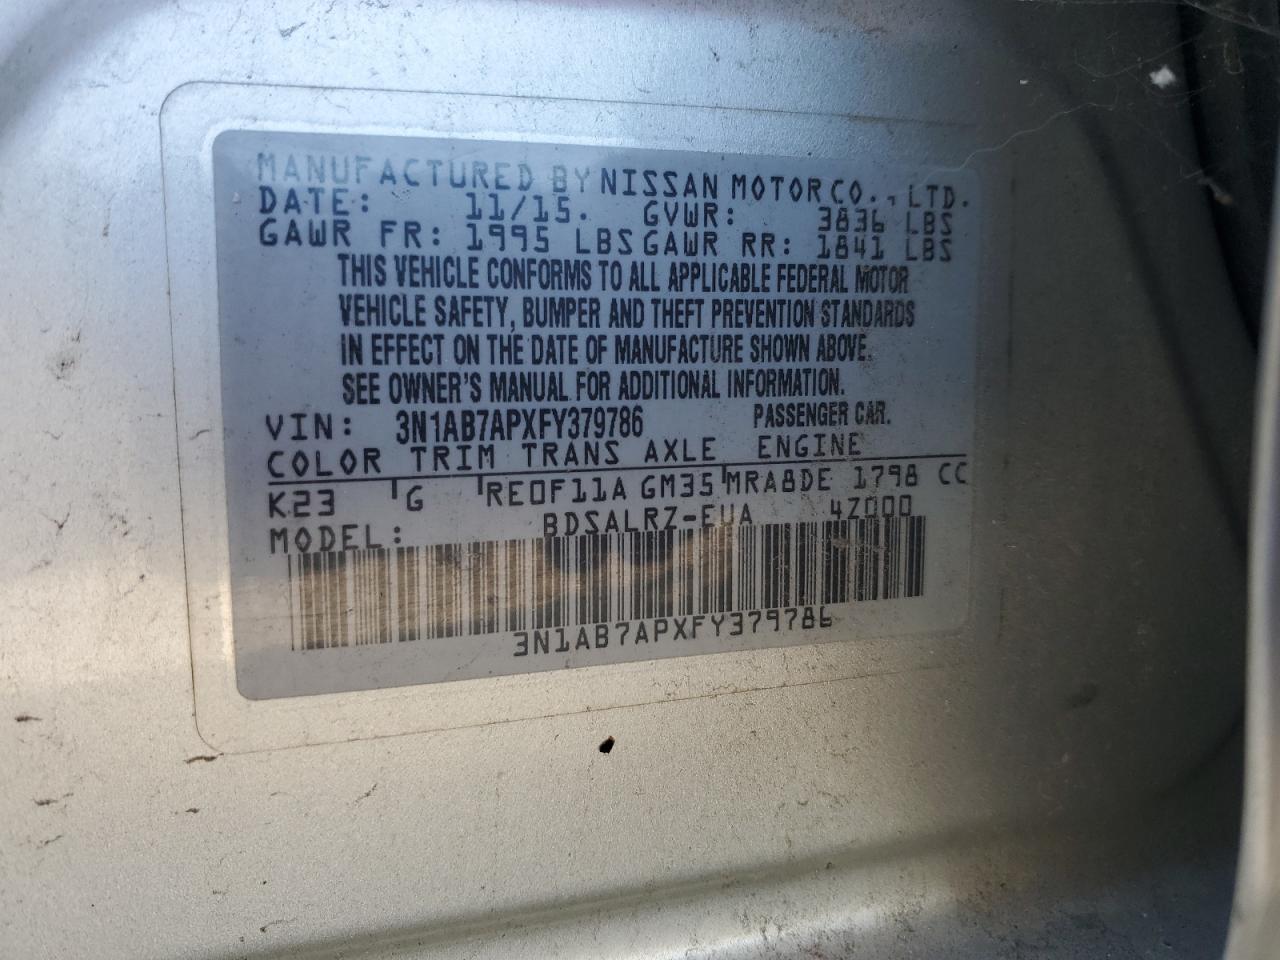 MANUFACTURED BY NISSAN MOTOR CO., LTD.
DATE: 11/15. GVWR: 3836 LBS
GAWR FR: 1995 LBS GAWR RR: 1841 LBS
THIS VEHICLE CONFORMS TO ALL APPLICABLE FEDERAL MOTOR
VEHICLE SAFETY, BUMPER AND THEFT PREVENTION STANDARDS
IN EFFECT ON THE DATE OF MANUFACTURE SHOWN ABOVE.
SEE OWNER'S MANUAL FOR ADDITIONAL INFORMATION.
VIN: 3N1AB7APXFY379786 PASSENGER CAR.
COLOR TRIM TRANS AXLE ENGINE
K23 G RE0F11A GM35 MRA8DE 1798 CC
MODEL: BDSALRZ-EUA 4Z000
3N1AB7APXFY379786